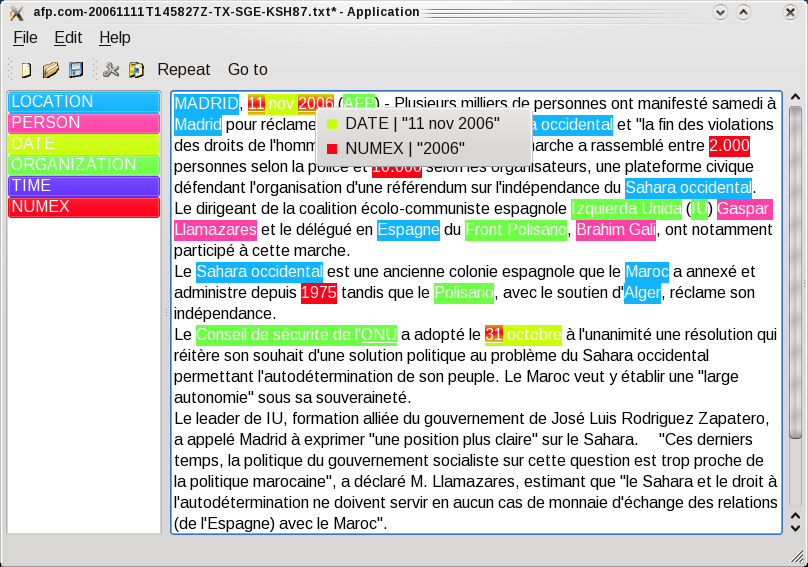 afp.com-20061111T145827Z-TX-SGE-KSH87.txt* - Application
File Edit Help
Repeat Go to
LOCATION
PERSON
DATE
ORGANIZATION
TIME
NUMEX
MADRID, 11 nov 2006 (AFP) - Plusieurs milliers de personnes ont manifesté samedi à
Madrid pour réclame
DATE | "11 nov 2006"
a occidental et "la fin des violations
des droits de l'homm
NUMEX | "2006"
marche a rassemblé entre 2.000
personnes selon la police et 10.000 selon les organisateurs, une plateforme civique
défendant l'organisation d'une référendum sur l'indépendance du Sahara occidental.
Le dirigeant de la coalition écolo-communiste espagnole Izquierda Unida (IU) Gaspar
Llamazares et le délégué en Espagne du Front Polisario, Brahim Gali, ont notamment
participé à cette marche.
Le Sahara occidental est une ancienne colonie espagnole que le Maroc a annexé et
administre depuis 1975 tandis que le Polisario, avec le soutien d'Alger, réclame son
indépendance.
Le Conseil de sécurité de l'ONU a adopté le 31 octobre à l'unanimité une résolution qui
réitère son souhait d'une solution politique au problème du Sahara occidental
permettant l'autodétermination de son peuple. Le Maroc veut y établir une "large
autonomie" sous sa souveraineté.
Le leader de IU, formation alliée du gouvernement de José Luis Rodriguez Zapatero,
a appelé Madrid à exprimer "une position plus claire" sur le Sahara. "Ces derniers
temps, la politique du gouvernement socialiste sur cette question est trop proche de
la politique marocaine", a déclaré M. Llamazares, estimant que "le Sahara et le droit à
l'autodétermination ne doivent servir en aucun cas de monnaie d'échange des relations
(de l'Espagne) avec le Maroc".